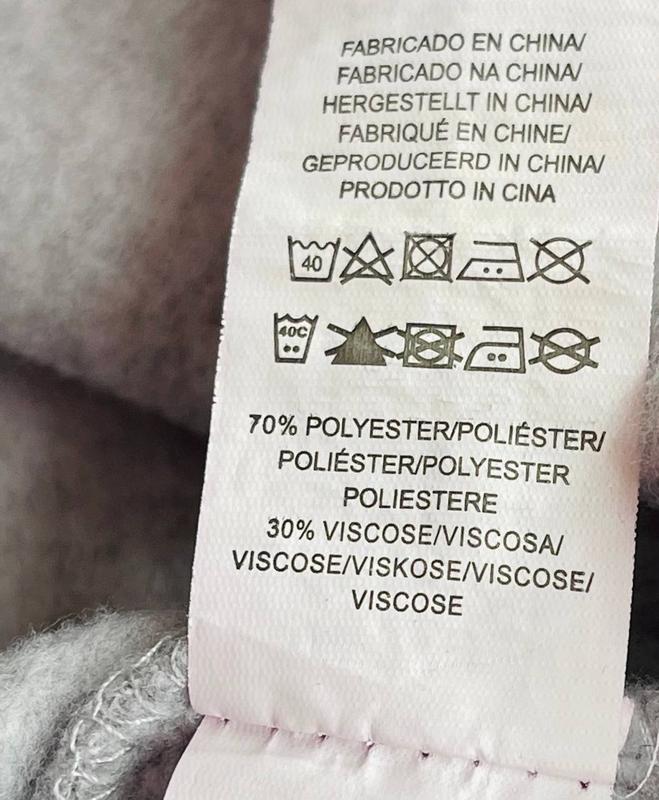 FABRICADO EN CHINA/
FABRICADO NA CHINA/
HERGESTELLT IN CHINA/
FABRIQUÉ EN CHINE/
GEPRODUCEERD IN CHINA/
PRODOTTO IN CINA
40
40C
70% POLYESTER/POLIÉSTER/
POLIÉSTER/POLYESTER
POLIESTERE
30% VISCOSE/VISCOSA/
VISCOSE/VISKOSE/VISCOSE/
VISCOSE